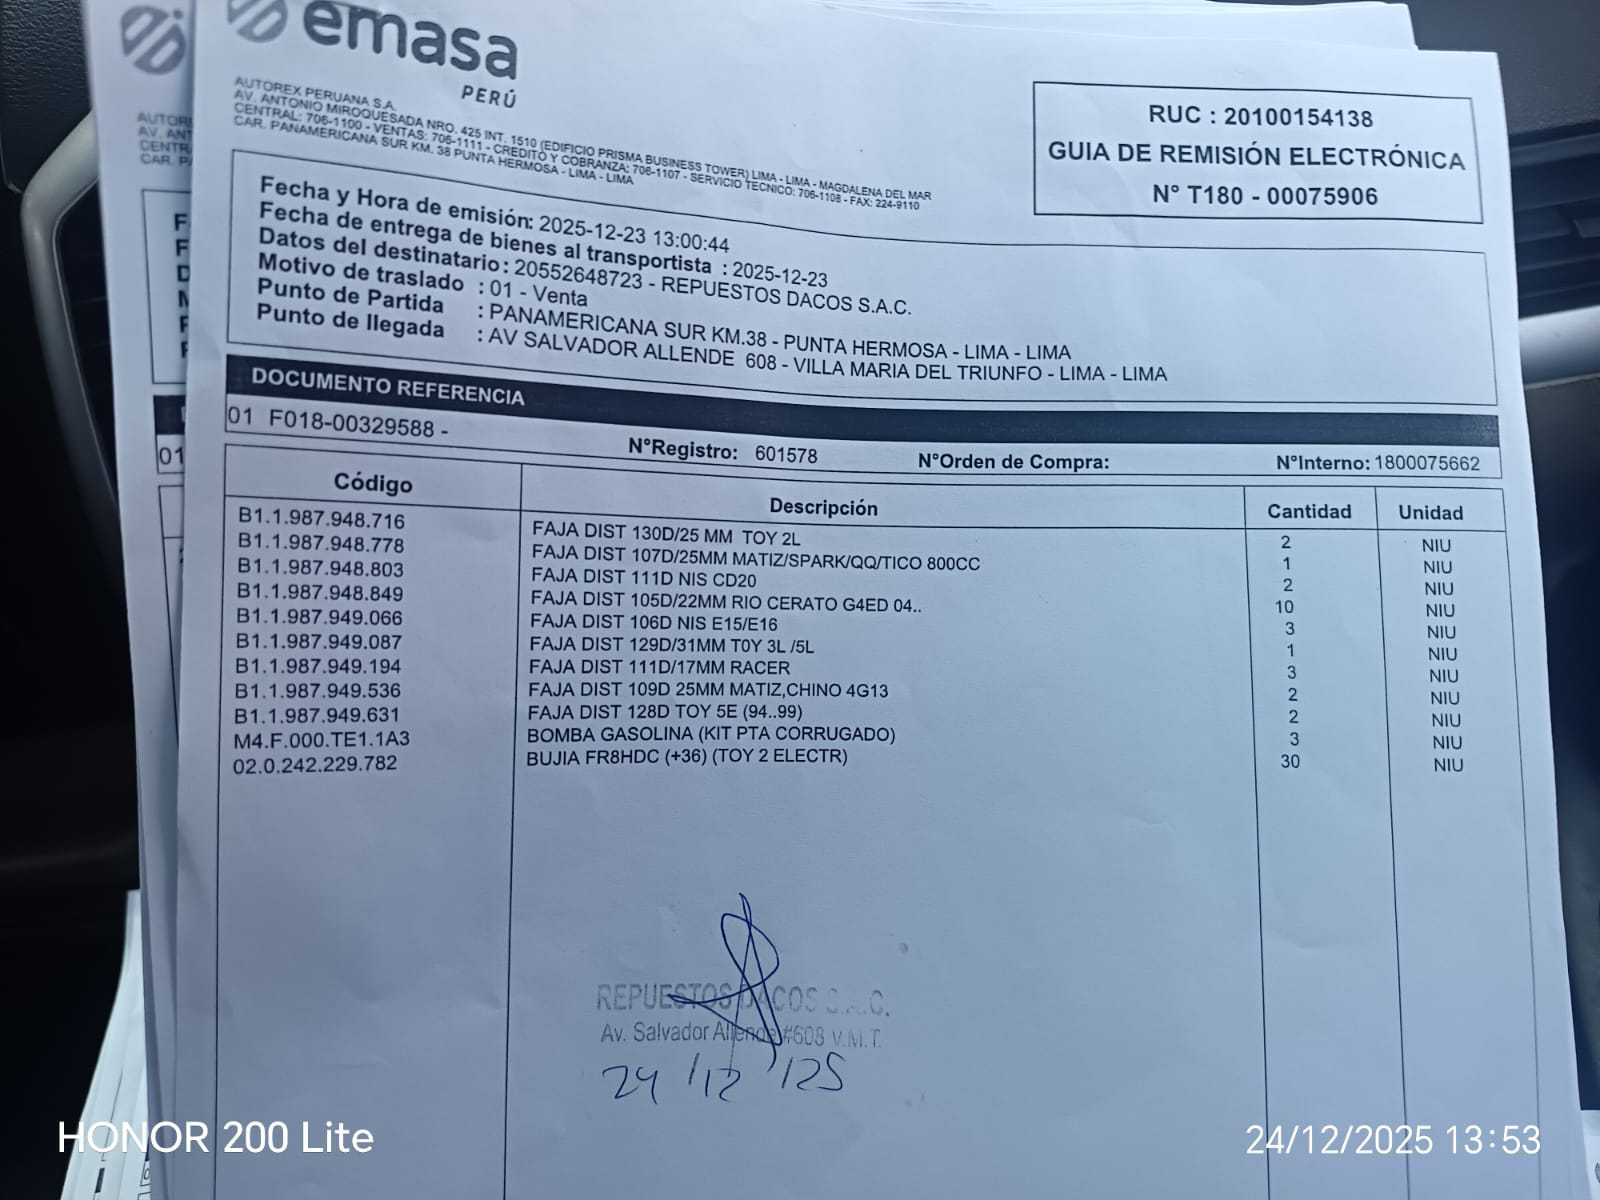 emasa
PERÚ
AUTOREX PERUANA S.A.
AV. ANTONIO MIROQUESADA NRO. 425 INT. 1510 (EDIFICIO PRISMA BUSINESS TOWER) LIMA - LIMA - MAGDALENA DEL MAR
CENTRAL: 706-1100 - VENTAS: 706-1111 - CREDITO Y COBRANZA: 706-1107 - SERVICIO TECNICO: 706-1108 - FAX: 224-9110
CAR. PANAMERICANA SUR KM. 38 PUNTA HERMOSA - LIMA - LIMA
RUC : 20100154138
GUIA DE REMISIÓN ELECTRÓNICA
N° T180 - 00075906
Fecha y Hora de emisión: 2025-12-23 13:00:44
Fecha de entrega de bienes al transportista : 2025-12-23
Datos del destinatario : 20552648723 - REPUESTOS DACOS S.A.C.
Motivo de traslado : 01 - Venta
Punto de Partida : PANAMERICANA SUR KM.38 - PUNTA HERMOSA - LIMA - LIMA
Punto de llegada : AV SALVADOR ALLENDE 608 - VILLA MARIA DEL TRIUNFO - LIMA - LIMA
DOCUMENTO REFERENCIA
01 F018-00329588 -
N°Registro: 601578 N°Orden de Compra: N°Interno: 1800075662
Código Descripción Cantidad Unidad
B1.1.987.948.716 FAJA DIST 130D/25 MM TOY 2L 2 NIU
B1.1.987.948.778 FAJA DIST 107D/25MM MATIZ/SPARK/QQ/TICO 800CC 1 NIU
B1.1.987.948.803 FAJA DIST 111D NIS CD20 2 NIU
B1.1.987.948.849 FAJA DIST 105D/22MM RIO CERATO G4ED 04.. 10 NIU
B1.1.987.949.066 FAJA DIST 106D NIS E15/E16 3 NIU
B1.1.987.949.087 FAJA DIST 129D/31MM T0Y 3L /5L 1 NIU
B1.1.987.949.194 FAJA DIST 111D/17MM RACER 3 NIU
B1.1.987.949.536 FAJA DIST 109D 25MM MATIZ,CHINO 4G13 2 NIU
B1.1.987.949.631 FAJA DIST 128D TOY 5E (94..99) 2 NIU
M4.F.000.TE1.1A3 BOMBA GASOLINA (KIT PTA CORRUGADO) 3 NIU
02.0.242.229.782 BUJIA FR8HDC (+36) (TOY 2 ELECTR) 30 NIU
REPUESTOS DACOS S.A.C.
Av. Salvador Allende #608 V.M.T.
24/12/25
HONOR 200 Lite
24/12/2025 13:53